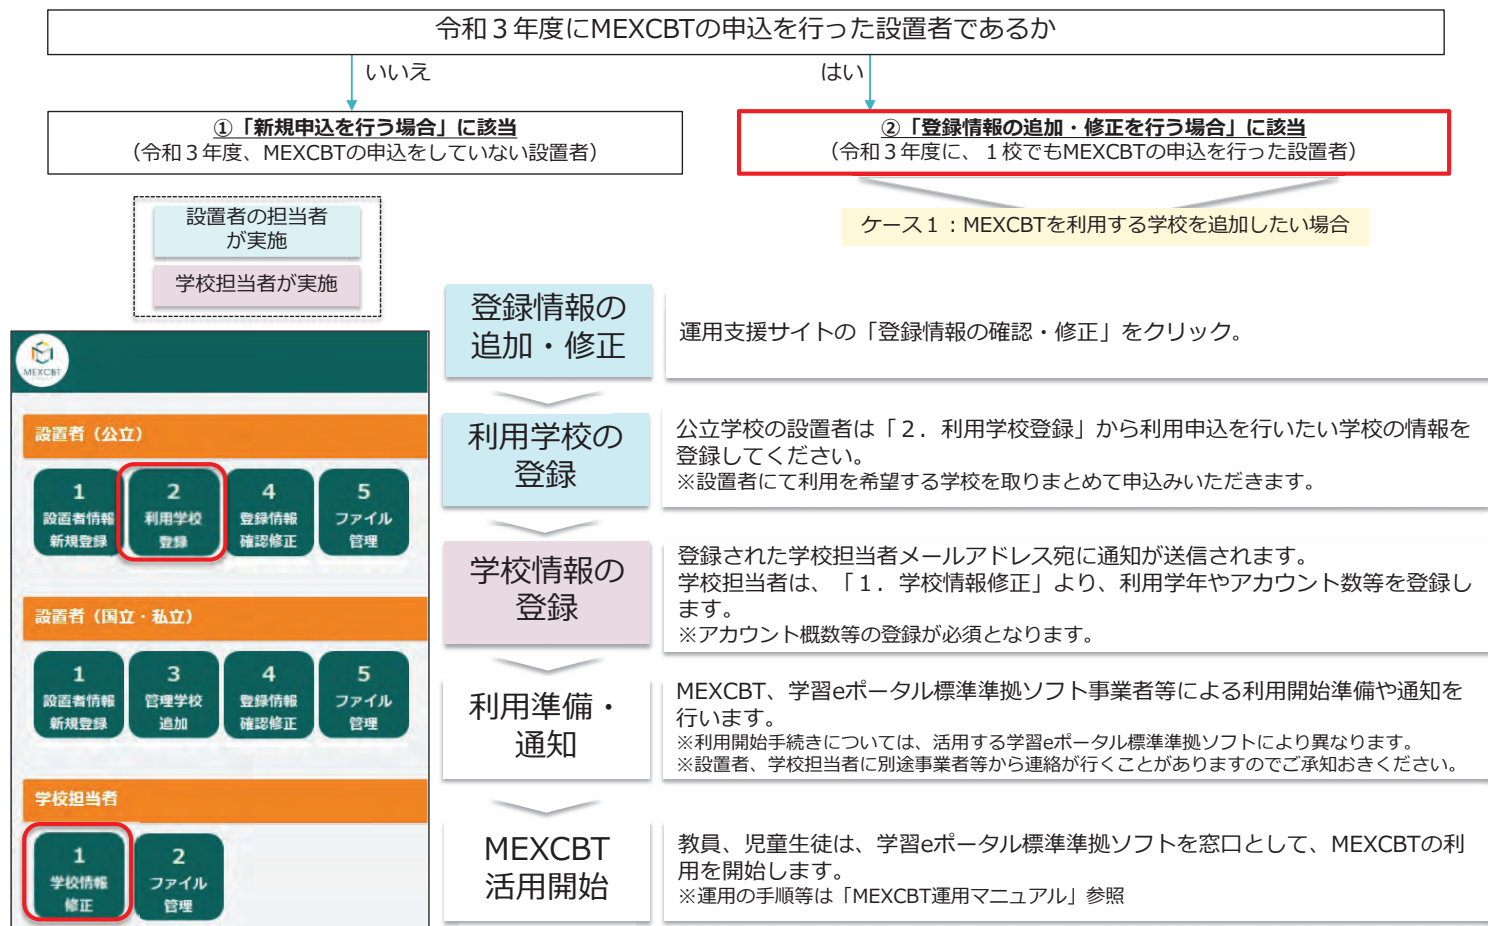 令和３年度にMEXCBTの申込を行った設置者であるか
いいえ
はい
①「新規申込を行う場合」に該当
（令和３年度、MEXCBTの申込をしていない設置者）
②「登録情報の追加・修正を行う場合」に該当
（令和３年度に、１校でもMEXCBTの申込を行った設置者）
ケース１：MEXCBTを利用する学校を追加したい場合
設置者の担当者
が実施
学校担当者が実施
MEXCBT
設置者（公立）
1
設置者情報
新規登録
2
利用学校
登録
4
登録情報
確認修正
5
ファイル
管理
設置者（国立・私立）
1
設置者情報
新規登録
3
管理学校
追加
4
登録情報
確認修正
5
ファイル
管理
学校担当者
1
学校情報
修正
2
ファイル
管理
登録情報の
追加・修正
運用支援サイトの「登録情報の確認・修正」をクリック。
利用学校の
登録
公立学校の設置者は「２．利用学校登録」から利用申込を行いたい学校の情報を
登録してください。
※設置者にて利用を希望する学校を取りまとめて申込みいただきます。
学校情報の
登録
登録された学校担当者メールアドレス宛に通知が送信されます。
学校担当者は、「１．学校情報修正」より、利用学年やアカウント数等を登録し
ます。
※アカウント概数等の登録が必須となります。
利用準備・
通知
MEXCBT、学習eポータル標準準拠ソフト事業者等による利用開始準備や通知を
行います。
※利用開始手続きについては、活用する学習eポータル標準準拠ソフトにより異なります。
※設置者、学校担当者に別途事業者等から連絡が行くことがありますのでご承知おきください。
MEXCBT
活用開始
教員、児童生徒は、学習eポータル標準準拠ソフトを窓口として、MEXCBTの利
用を開始します。
※運用の手順等は「MEXCBT運用マニュアル」参照